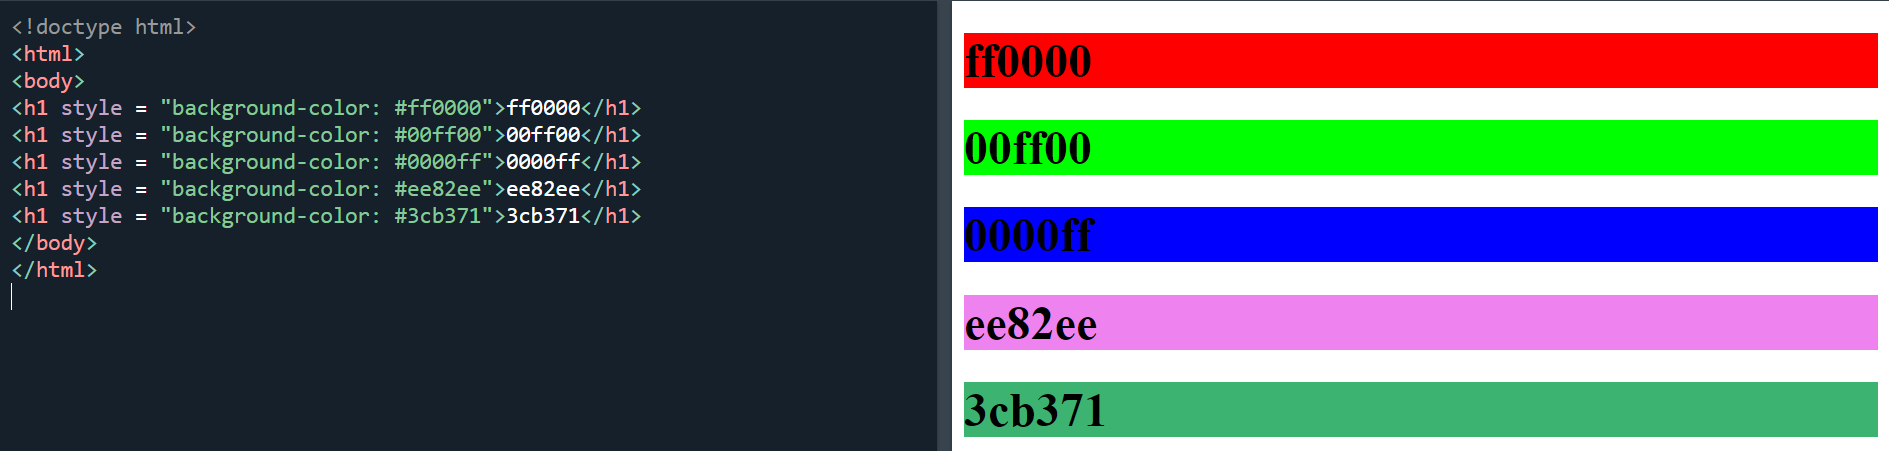 <!doctype html>
<html>
<body>
<h1 style = "background-color: #ff0000">ff0000</h1>
<h1 style = "background-color: #00ff00">00ff00</h1>
<h1 style = "background-color: #0000ff">0000ff</h1>
<h1 style = "background-color: #ee82ee">ee82ee</h1>
<h1 style = "background-color: #3cb371">3cb371</h1>
</body>
</html>
ff0000
00ff00
0000ff
ee82ee
3cb371